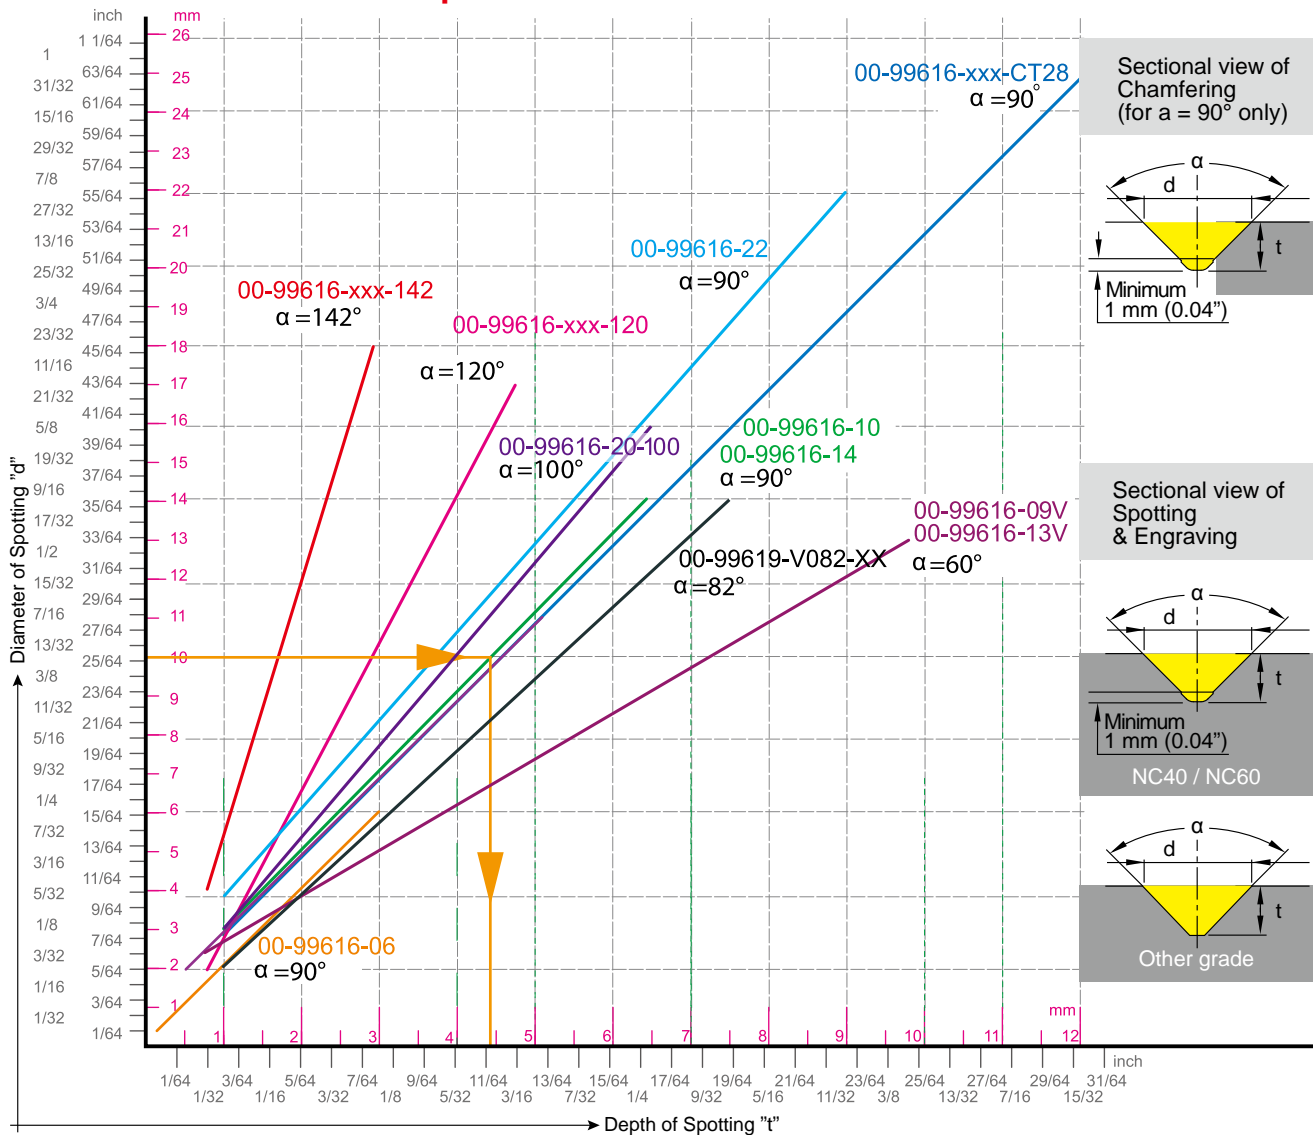 inch
mm
1 1/64
1
63/64
31/32
61/64
15/16
59/64
29/32
57/64
7/8
55/64
27/32
53/64
13/16
51/64
25/32
49/64
3/4
47/64
23/32
45/64
11/16
43/64
21/32
41/64
5/8
39/64
19/32
37/64
9/16
35/64
17/32
33/64
1/2
31/64
15/32
29/64
7/16
27/64
13/32
25/64
3/8
23/64
11/32
21/64
5/16
19/64
9/32
17/64
1/4
15/64
7/32
13/64
3/16
11/64
5/32
9/64
1/8
7/64
3/32
5/64
1/16
3/64
1/32
1/64
26
25
24
23
22
21
20
19
18
17
16
15
14
13
12
11
10
9
8
7
6
5
4
3
2
1
Diameter of Spotting "d"
00-99616-xxx-CT28
α=90°
00-99616-22
α=90°
00-99616-xxx-142
α=142°
00-99616-xxx-120
α=120°
00-99616-20-100
α=100°
00-99616-10
00-99616-14
α=90°
00-99616-09V
00-99616-13V
α=60°
00-99619-V082-XX
α=82°
00-99616-06
α=90°
1 2 3 4 5 6 7 8 9 10 11 12
mm
inch
1/64 3/64 5/64 7/64 9/64 11/64 13/64 15/64 17/64 19/64 21/64 23/64 25/64 27/64 29/64 31/64
1/32 1/16 3/32 1/8 5/32 3/16 7/32 1/4 9/32 5/16 11/32 3/8 13/32 7/16 15/32
Depth of Spotting "t"
Sectional view of
Chamfering
(for a = 90° only)
α
d
t
Minimum
1 mm (0.04")
Sectional view of
Spotting
& Engraving
α
d
t
Minimum
1 mm (0.04")
NC40 / NC60
α
d
t
Other grade